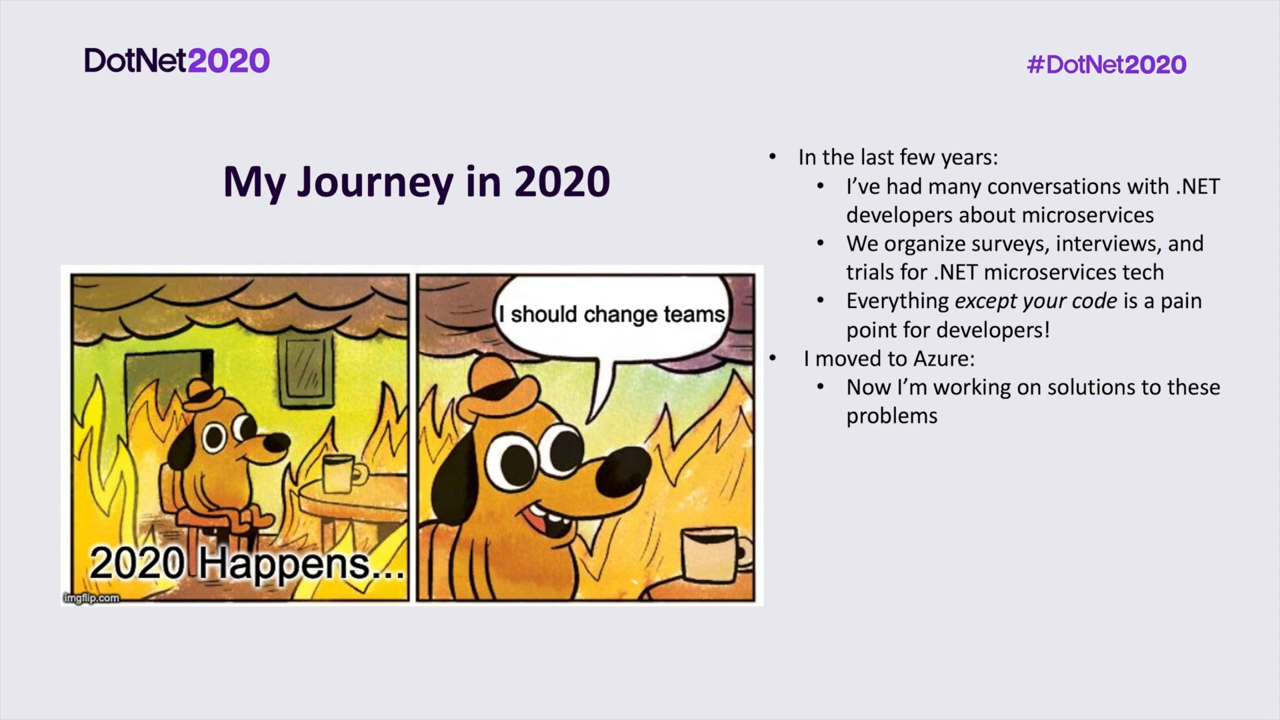 DotNet2020
#DotNet2020
My Journey in 2020
I should change teams
2020 Happens...
imgflip.com
• In the last few years:
• I’ve had many conversations with .NET
developers about microservices
• We organize surveys, interviews, and
trials for .NET microservices tech
• Everything except your code is a pain
point for developers!
• I moved to Azure:
• Now I’m working on solutions to these
problems